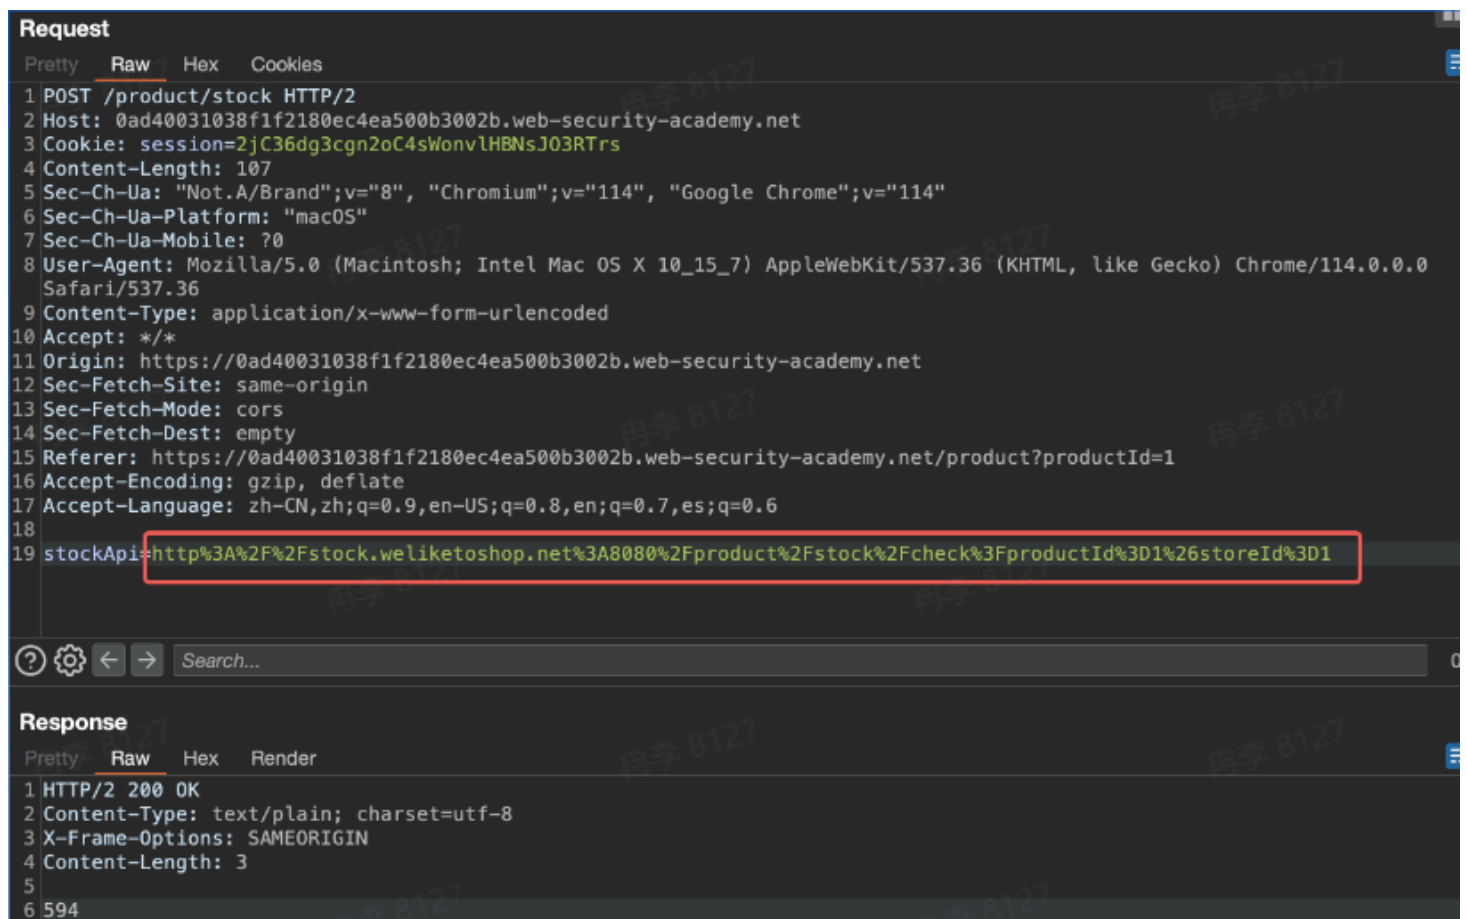 Request
Pretty Raw Hex Cookies
1 POST /product/stock HTTP/2
2 Host: 0ad40031038f1f2180ec4ea500b3002b.web-security-academy.net
3 Cookie: session=2jC36dg3cgn2oC4sWonvlHBNsJO3RTrs
4 Content-Length: 107
5 Sec-Ch-Ua: "Not.A/Brand";v="8", "Chromium";v="114", "Google Chrome";v="114"
6 Sec-Ch-Ua-Platform: "macOS"
7 Sec-Ch-Ua-Mobile: ?0
8 User-Agent: Mozilla/5.0 (Macintosh; Intel Mac OS X 10_15_7) AppleWebKit/537.36 (KHTML, like Gecko) Chrome/114.0.0.0
Safari/537.36
9 Content-Type: application/x-www-form-urlencoded
10 Accept: */*
11 Origin: https://0ad40031038f1f2180ec4ea500b3002b.web-security-academy.net
12 Sec-Fetch-Site: same-origin
13 Sec-Fetch-Mode: cors
14 Sec-Fetch-Dest: empty
15 Referer: https://0ad40031038f1f2180ec4ea500b3002b.web-security-academy.net/product?productId=1
16 Accept-Encoding: gzip, deflate
17 Accept-Language: zh-CN,zh;q=0.9,en-US;q=0.8,en;q=0.7,es;q=0.6
18
19 stockApi=http%3A%2F%2Fstock.weliketoshop.net%3A8080%2Fproduct%2Fstock%2Fcheck%3FproductId%3D1%26storeId%3D1
Search... 0
Response
Pretty Raw Hex Render
1 HTTP/2 200 OK
2 Content-Type: text/plain; charset=utf-8
3 X-Frame-Options: SAMEORIGIN
4 Content-Length: 3
5
6 594
冉李 8127